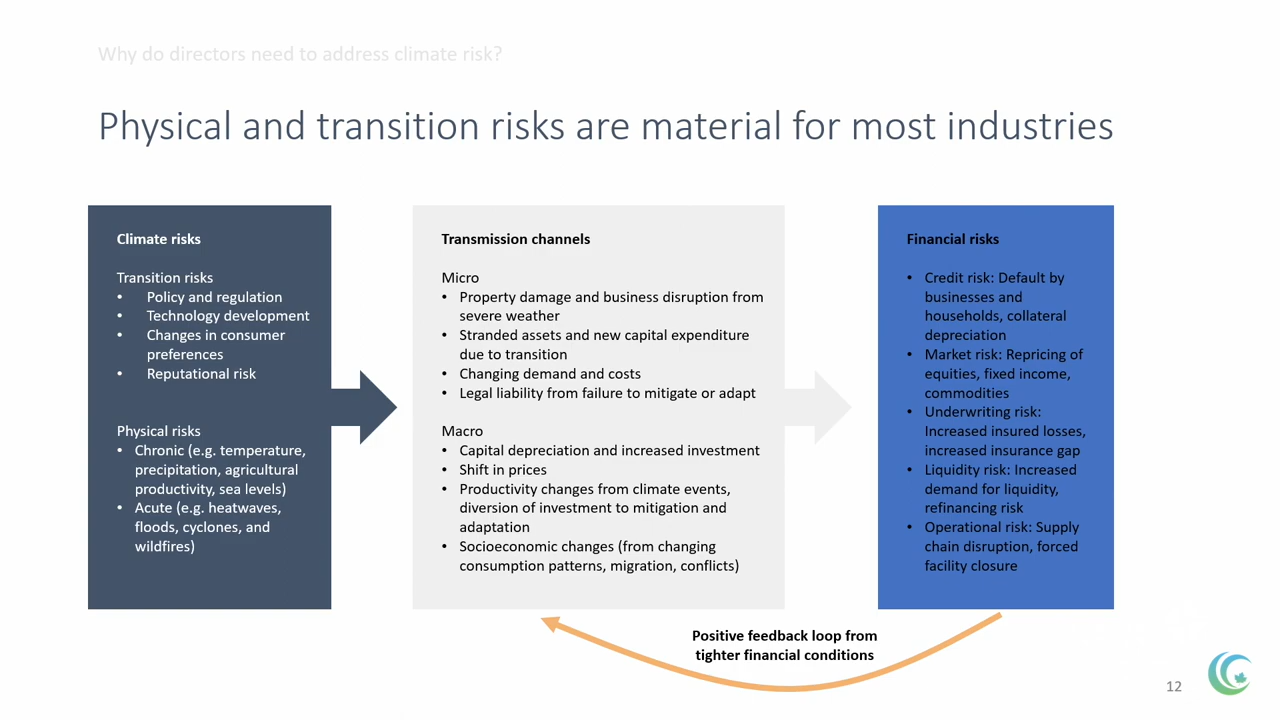 Why do directors need to address climate risk?
Physical and transition risks are material for most industries
Climate risks
Transition risks
• Policy and regulation
• Technology development
• Changes in consumer
preferences
• Reputational risk
Physical risks
• Chronic (e.g. temperature,
precipitation, agricultural
productivity, sea levels)
• Acute (e.g. heatwaves,
floods, cyclones, and
wildfires)
Transmission channels
Micro
• Property damage and business disruption from
severe weather
• Stranded assets and new capital expenditure
due to transition
• Changing demand and costs
• Legal liability from failure to mitigate or adapt
Macro
• Capital depreciation and increased investment
• Shift in prices
• Productivity changes from climate events,
diversion of investment to mitigation and
adaptation
• Socioeconomic changes (from changing
consumption patterns, migration, conflicts)
Financial risks
• Credit risk: Default by
businesses and
households, collateral
depreciation
• Market risk: Repricing of
equities, fixed income,
commodities
• Underwriting risk:
Increased insured losses,
increased insurance gap
• Liquidity risk: Increased
demand for liquidity,
refinancing risk
• Operational risk: Supply
chain disruption, forced
facility closure
Positive feedback loop from
tighter financial conditions
12